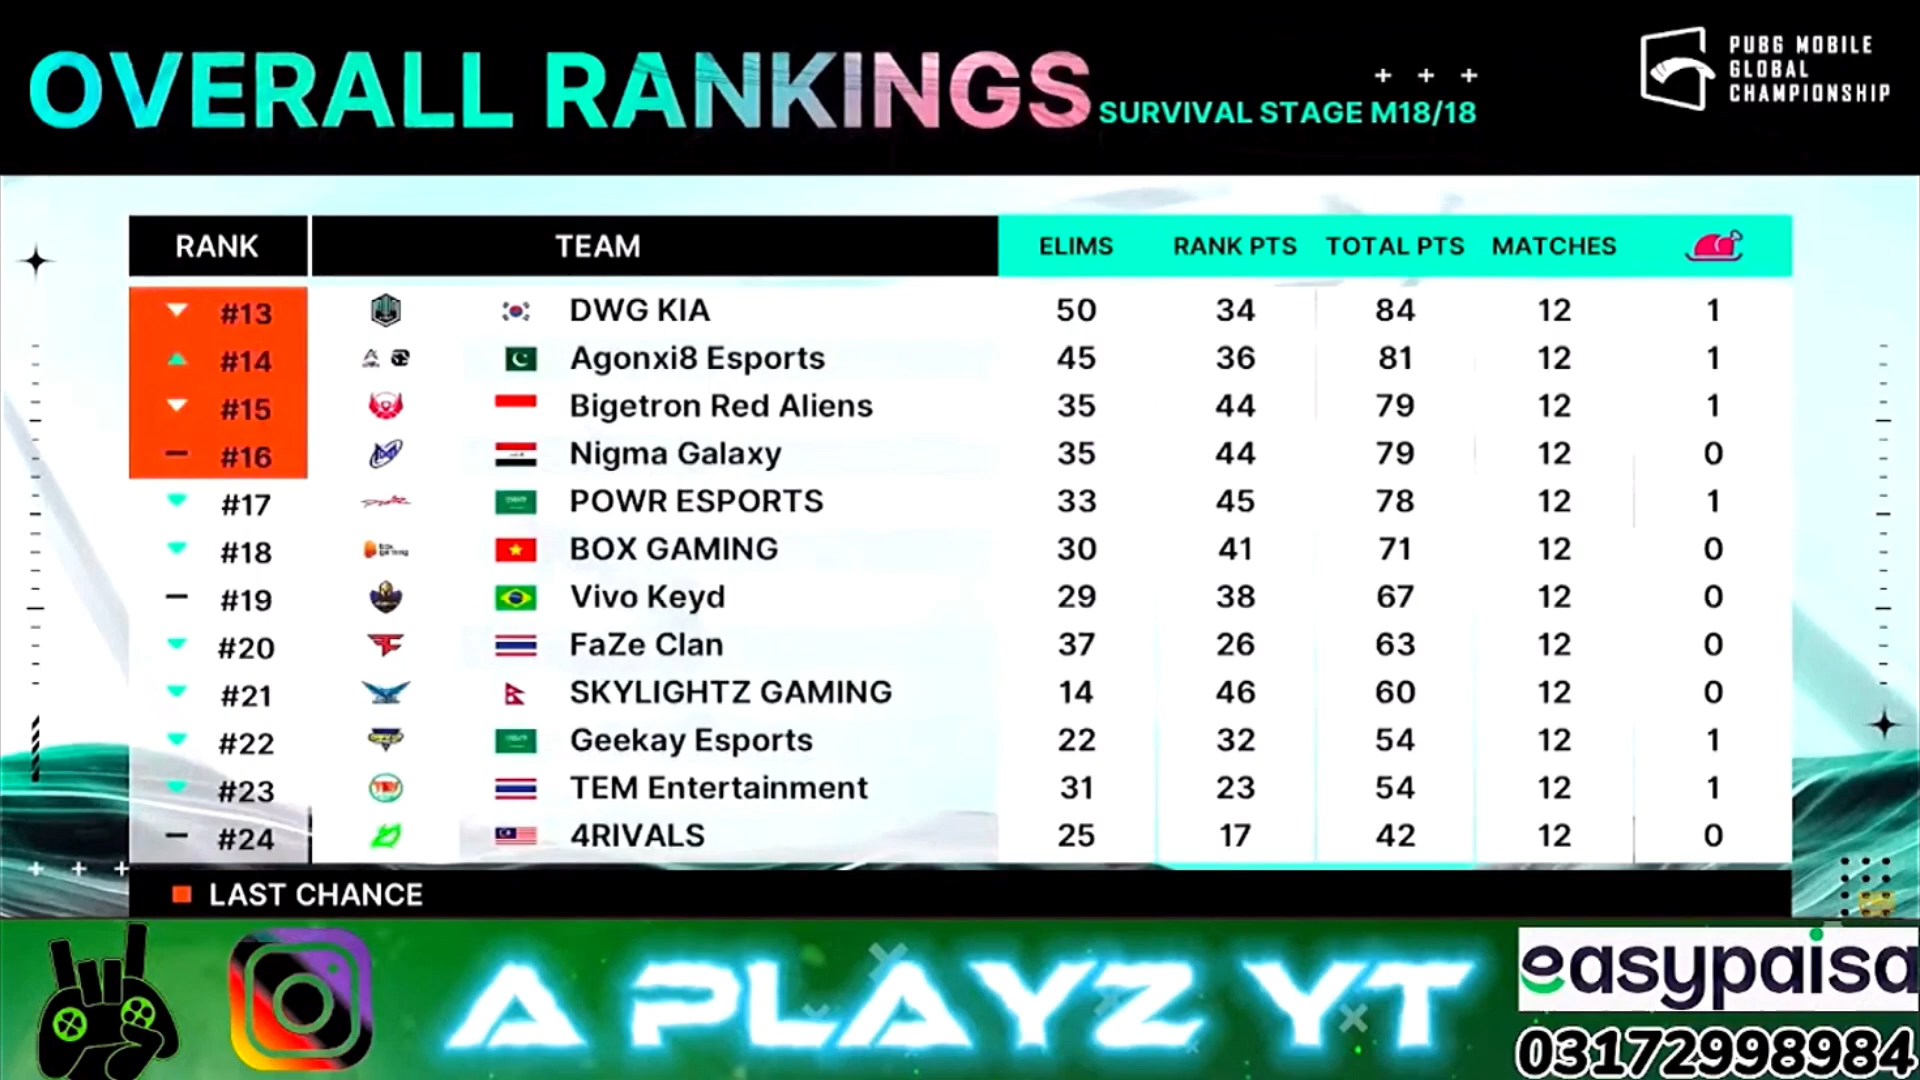 OVERALL RANKINGS SURVIVAL STAGE M18/18
PUBG MOBILE
GLOBAL
CHAMPIONSHIP
RANK TEAM ELIMS RANK PTS TOTAL PTS MATCHES
#13 DWG KIA 50 34 84 12 1
#14 Agonxi8 Esports 45 36 81 12 1
#15 Bigetron Red Aliens 35 44 79 12 1
#16 Nigma Galaxy 35 44 79 12 0
#17 POWR ESPORTS 33 45 78 12 1
#18 BOX GAMING 30 41 71 12 0
#19 Vivo Keyd 29 38 67 12 0
#20 FaZe Clan 37 26 63 12 0
#21 SKYLIGHTZ GAMING 14 46 60 12 0
#22 Geekay Esports 22 32 54 12 1
#23 TEM Entertainment 31 23 54 12 1
#24 4RIVALS 25 17 42 12 0
LAST CHANCE
A PLAYZ YT
easypaisa
03172998984